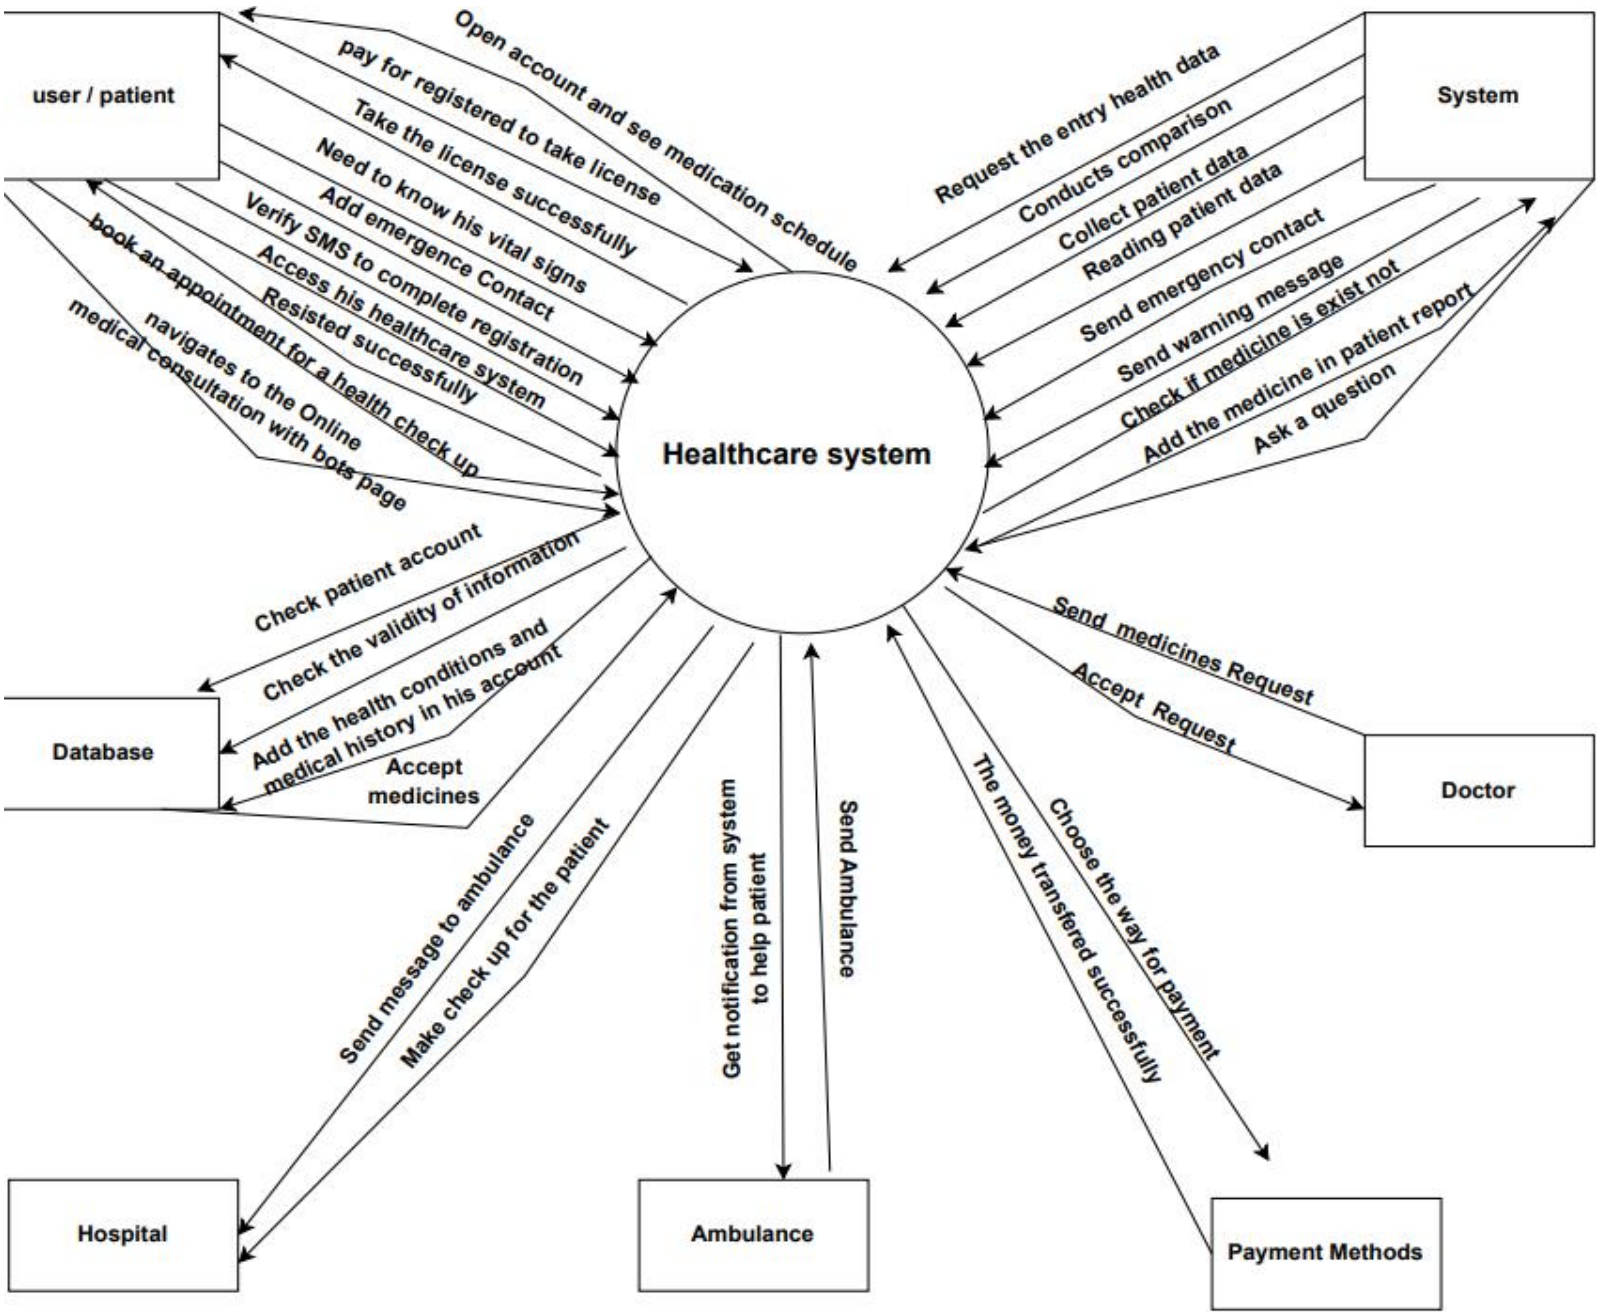 user / patient
Open account and see medication schedule
pay for registered to take license
Take the license successfully
Need to know his vital signs
Add emergence Contact
Verify SMS to complete registration
Access his healthcare system
Resisted successfully
book an appointment for a health check up
navigates to the Online
medical consultation with bots page
System
Request the entry health data
Conducts comparison
Collect patient data
Reading patient data
Send emergency contact
Send warning message
Check if medicine is exist not
Add the medicine in patient report
Ask a question
Healthcare system
Check patient account
Check the validity of information
Add the health conditions and
medical history in his account
Accept
medicines
Database
Send medicines Request
Accept Request
Doctor
Send message to ambulance
Make check up for the patient
Hospital
Get notification from system
to help patient
Send Ambulance
Ambulance
The money transfered successfully
Choose the way for payment
Payment Methods